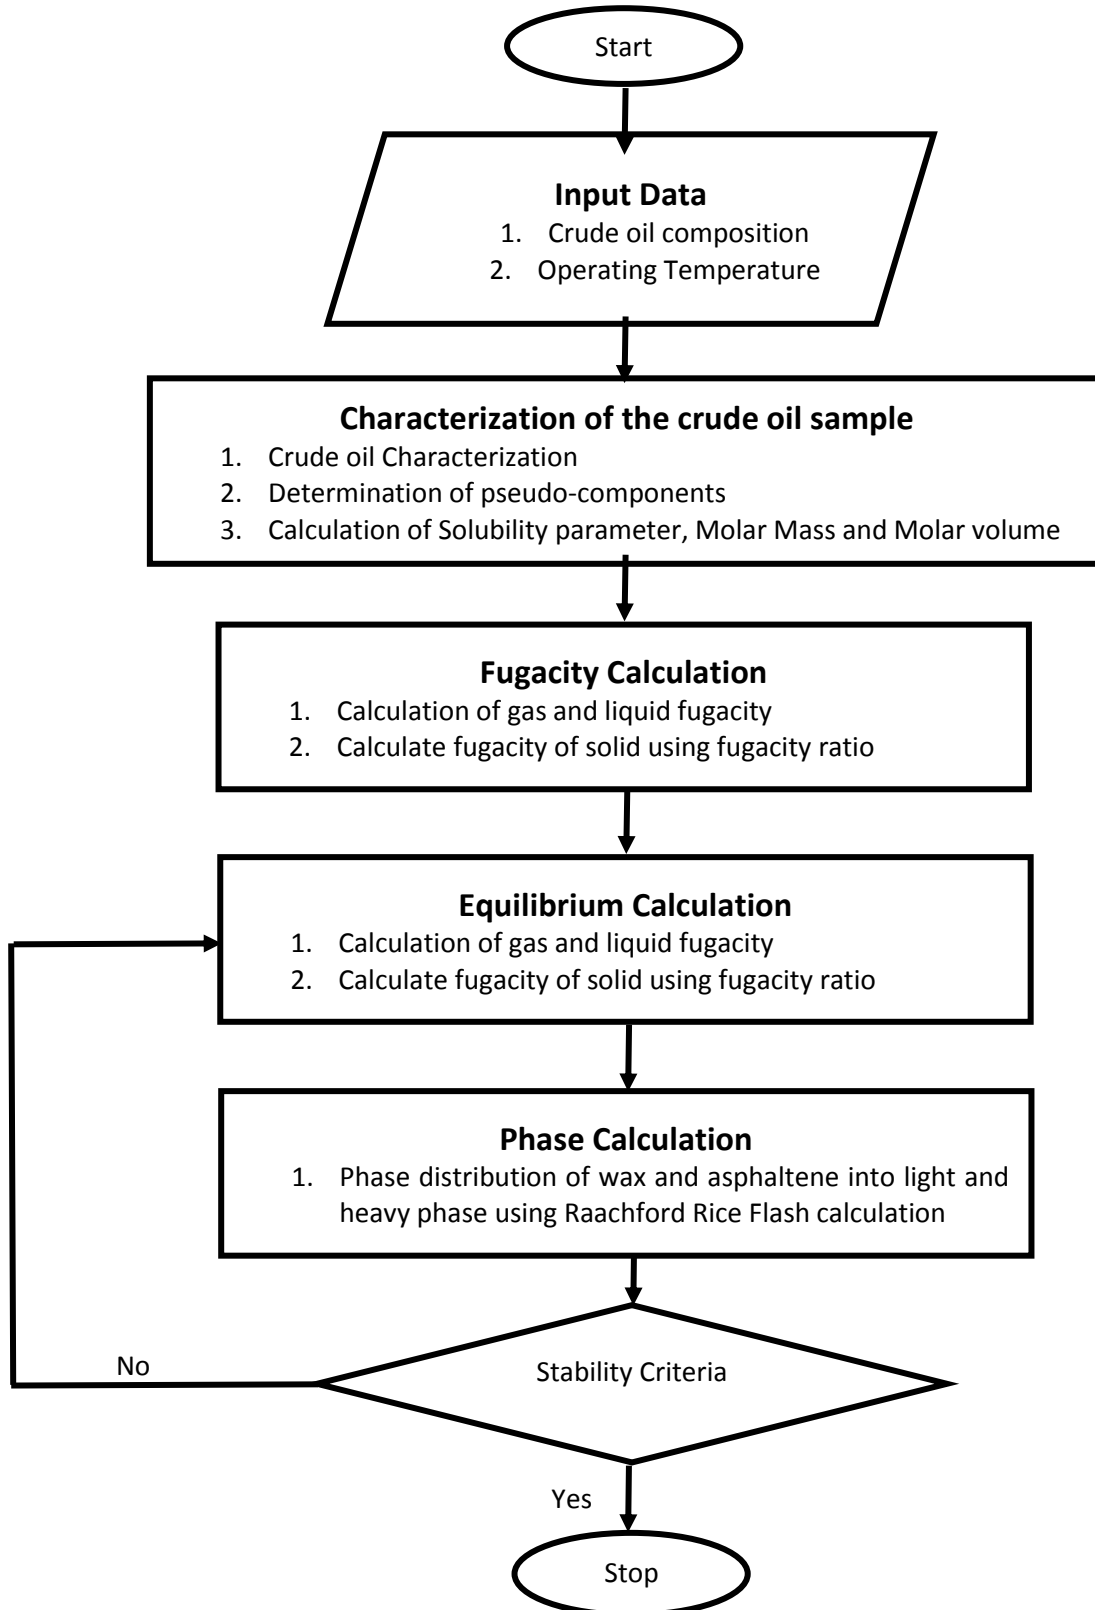 Start
Input Data
1. Crude oil composition
2. Operating Temperature
Characterization of the crude oil sample
1. Crude oil Characterization
2. Determination of pseudo-components
3. Calculation of Solubility parameter, Molar Mass and Molar volume
Fugacity Calculation
1. Calculation of gas and liquid fugacity
2. Calculate fugacity of solid using fugacity ratio
Equilibrium Calculation
1. Calculation of gas and liquid fugacity
2. Calculate fugacity of solid using fugacity ratio
Phase Calculation
1. Phase distribution of wax and asphaltene into light and
heavy phase using Raachford Rice Flash calculation
Stability Criteria
No
Yes
Stop